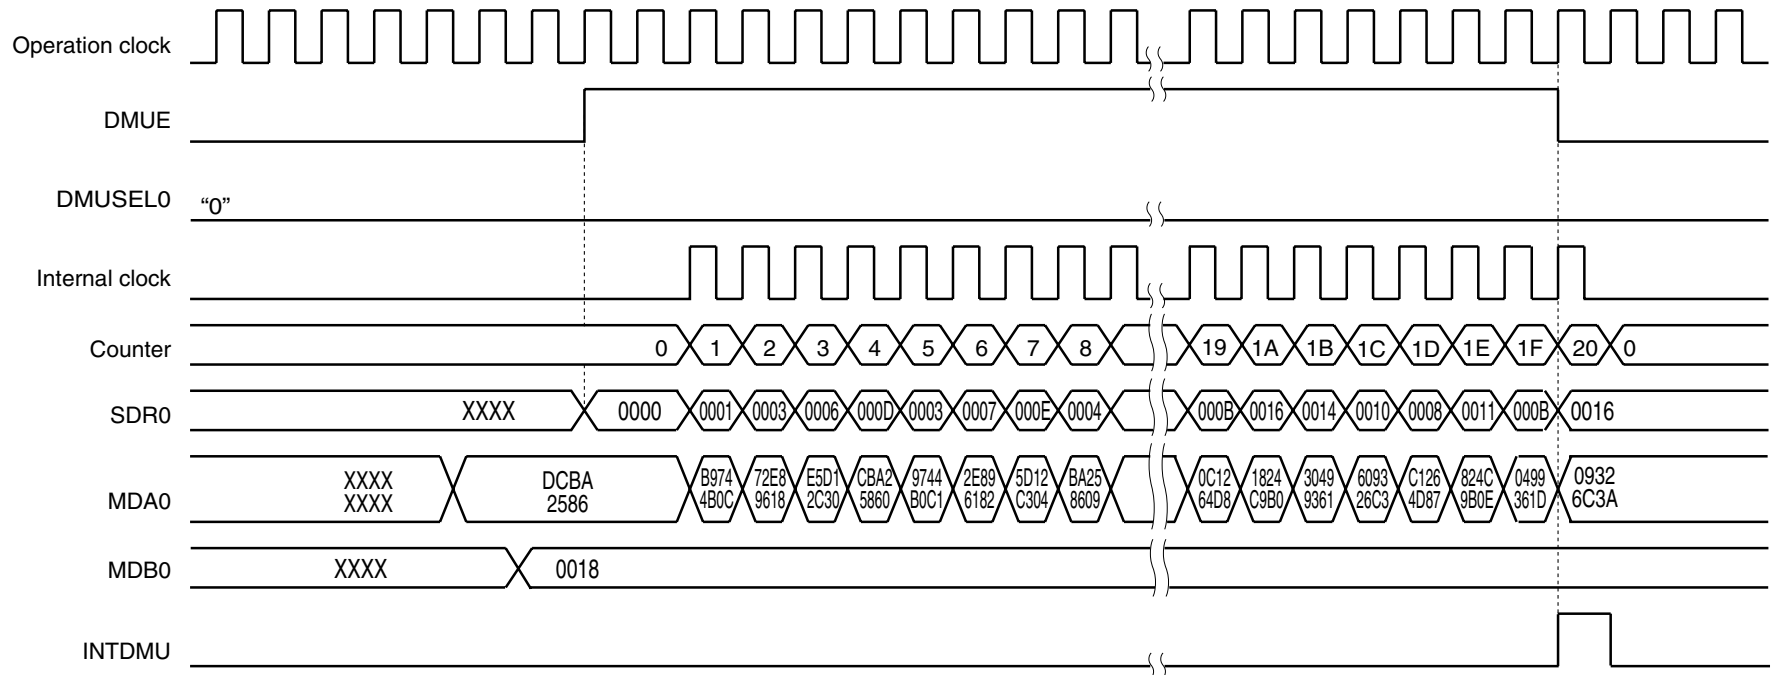 Operation clock
DMUE
DMUSEL0 “0”
Internal clock
Counter 0 1 2 3 4 5 6 7 8 19 1A 1B 1C 1D 1E 1F 20 0
SDR0 XXXX 0000 0001 0003 0006 000D 0003 0007 000E 0004 000B 0016 0014 0010 0008 0011 000B 0016
MDA0 XXXX DCBA B974 72E8 E5D1 CBA2 9744 2E89 5D12 BA25 0C12 1824 3049 6093 C126 824C 0499 0932
XXXX 2586 4B0C 9618 2C30 5860 B0C1 6182 C304 8609 64D8 C9B0 9361 26C3 4D87 9B0E 361D 6C3A
MDB0 XXXX 0018
INTDMU